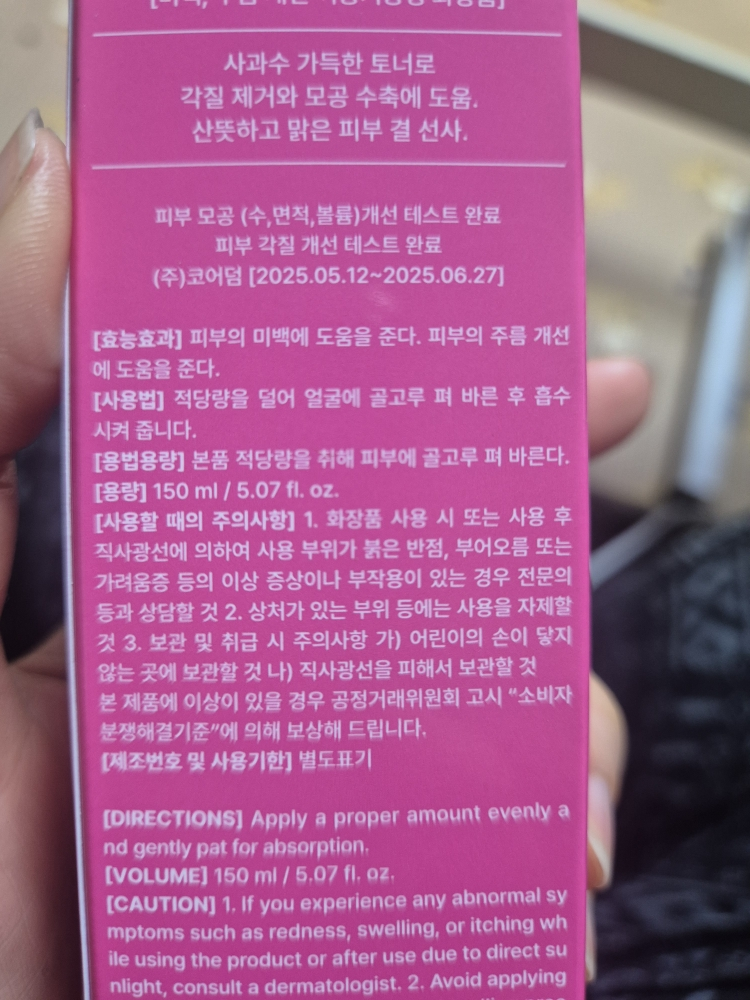 [미백, 주름 개선 기능성화장품]
사과수 가득한 토너로
각질 제거와 모공 수축에 도움.
산뜻하고 맑은 피부 결 선사.
피부 모공 (수,면적,볼륨)개선 테스트 완료
피부 각질 개선 테스트 완료
(주)코어덤 [2025.05.12~2025.06.27]
[효능효과] 피부의 미백에 도움을 준다. 피부의 주름 개선
에 도움을 준다.
[사용법] 적당량을 덜어 얼굴에 골고루 펴 바른 후 흡수
시켜 줍니다.
[용법용량] 본품 적당량을 취해 피부에 골고루 펴 바른다.
[용량] 150 ml / 5.07 fl. oz.
[사용할 때의 주의사항] 1. 화장품 사용 시 또는 사용 후
직사광선에 의하여 사용 부위가 붉은 반점, 부어오름 또는
가려움증 등의 이상 증상이나 부작용이 있는 경우 전문의
등과 상담할 것 2. 상처가 있는 부위 등에는 사용을 자제할
것 3. 보관 및 취급 시 주의사항 가) 어린이의 손이 닿지
않는 곳에 보관할 것 나) 직사광선을 피해서 보관할 것
본 제품에 이상이 있을 경우 공정거래위원회 고시 “소비자
분쟁해결기준”에 의해 보상해 드립니다.
[제조번호 및 사용기한] 별도표기
[DIRECTIONS] Apply a proper amount evenly a
nd gently pat for absorption.
[VOLUME] 150 ml / 5.07 fl. oz.
[CAUTION] 1. If you experience any abnormal sy
mptoms such as redness, swelling, or itching wh
ile using the product or after use due to direct su
nlight, consult a dermatologist. 2. Avoid applying